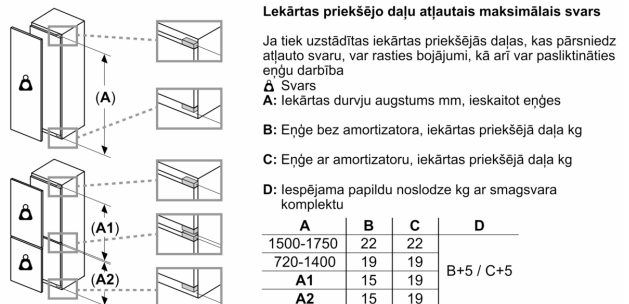 Lekārtas priekšējo daļu atļautais maksimālais svars
Ja tiek uzstādītas iekārtas priekšējās daļas, kas pārsniedz
atļauto svaru, var rasties bojājumi, kā arī var pasliktināties
eņģu darbība
Svars
A: Iekārtas durvju augstums mm, ieskaitot eņģes
B: Eņģe bez amortizatora, iekārtas priekšējā daļa kg
C: Eņģe ar amortizatoru, iekārtas priekšējā daļa kg
D: Iespējama papildu noslodze kg ar smagsvara
komplektu
A B C D
1500-1750 22 22
720-1400 19 19
B+5 / C+5
A1 15 19
A2 15 19
(A)
(A1)
(A2)